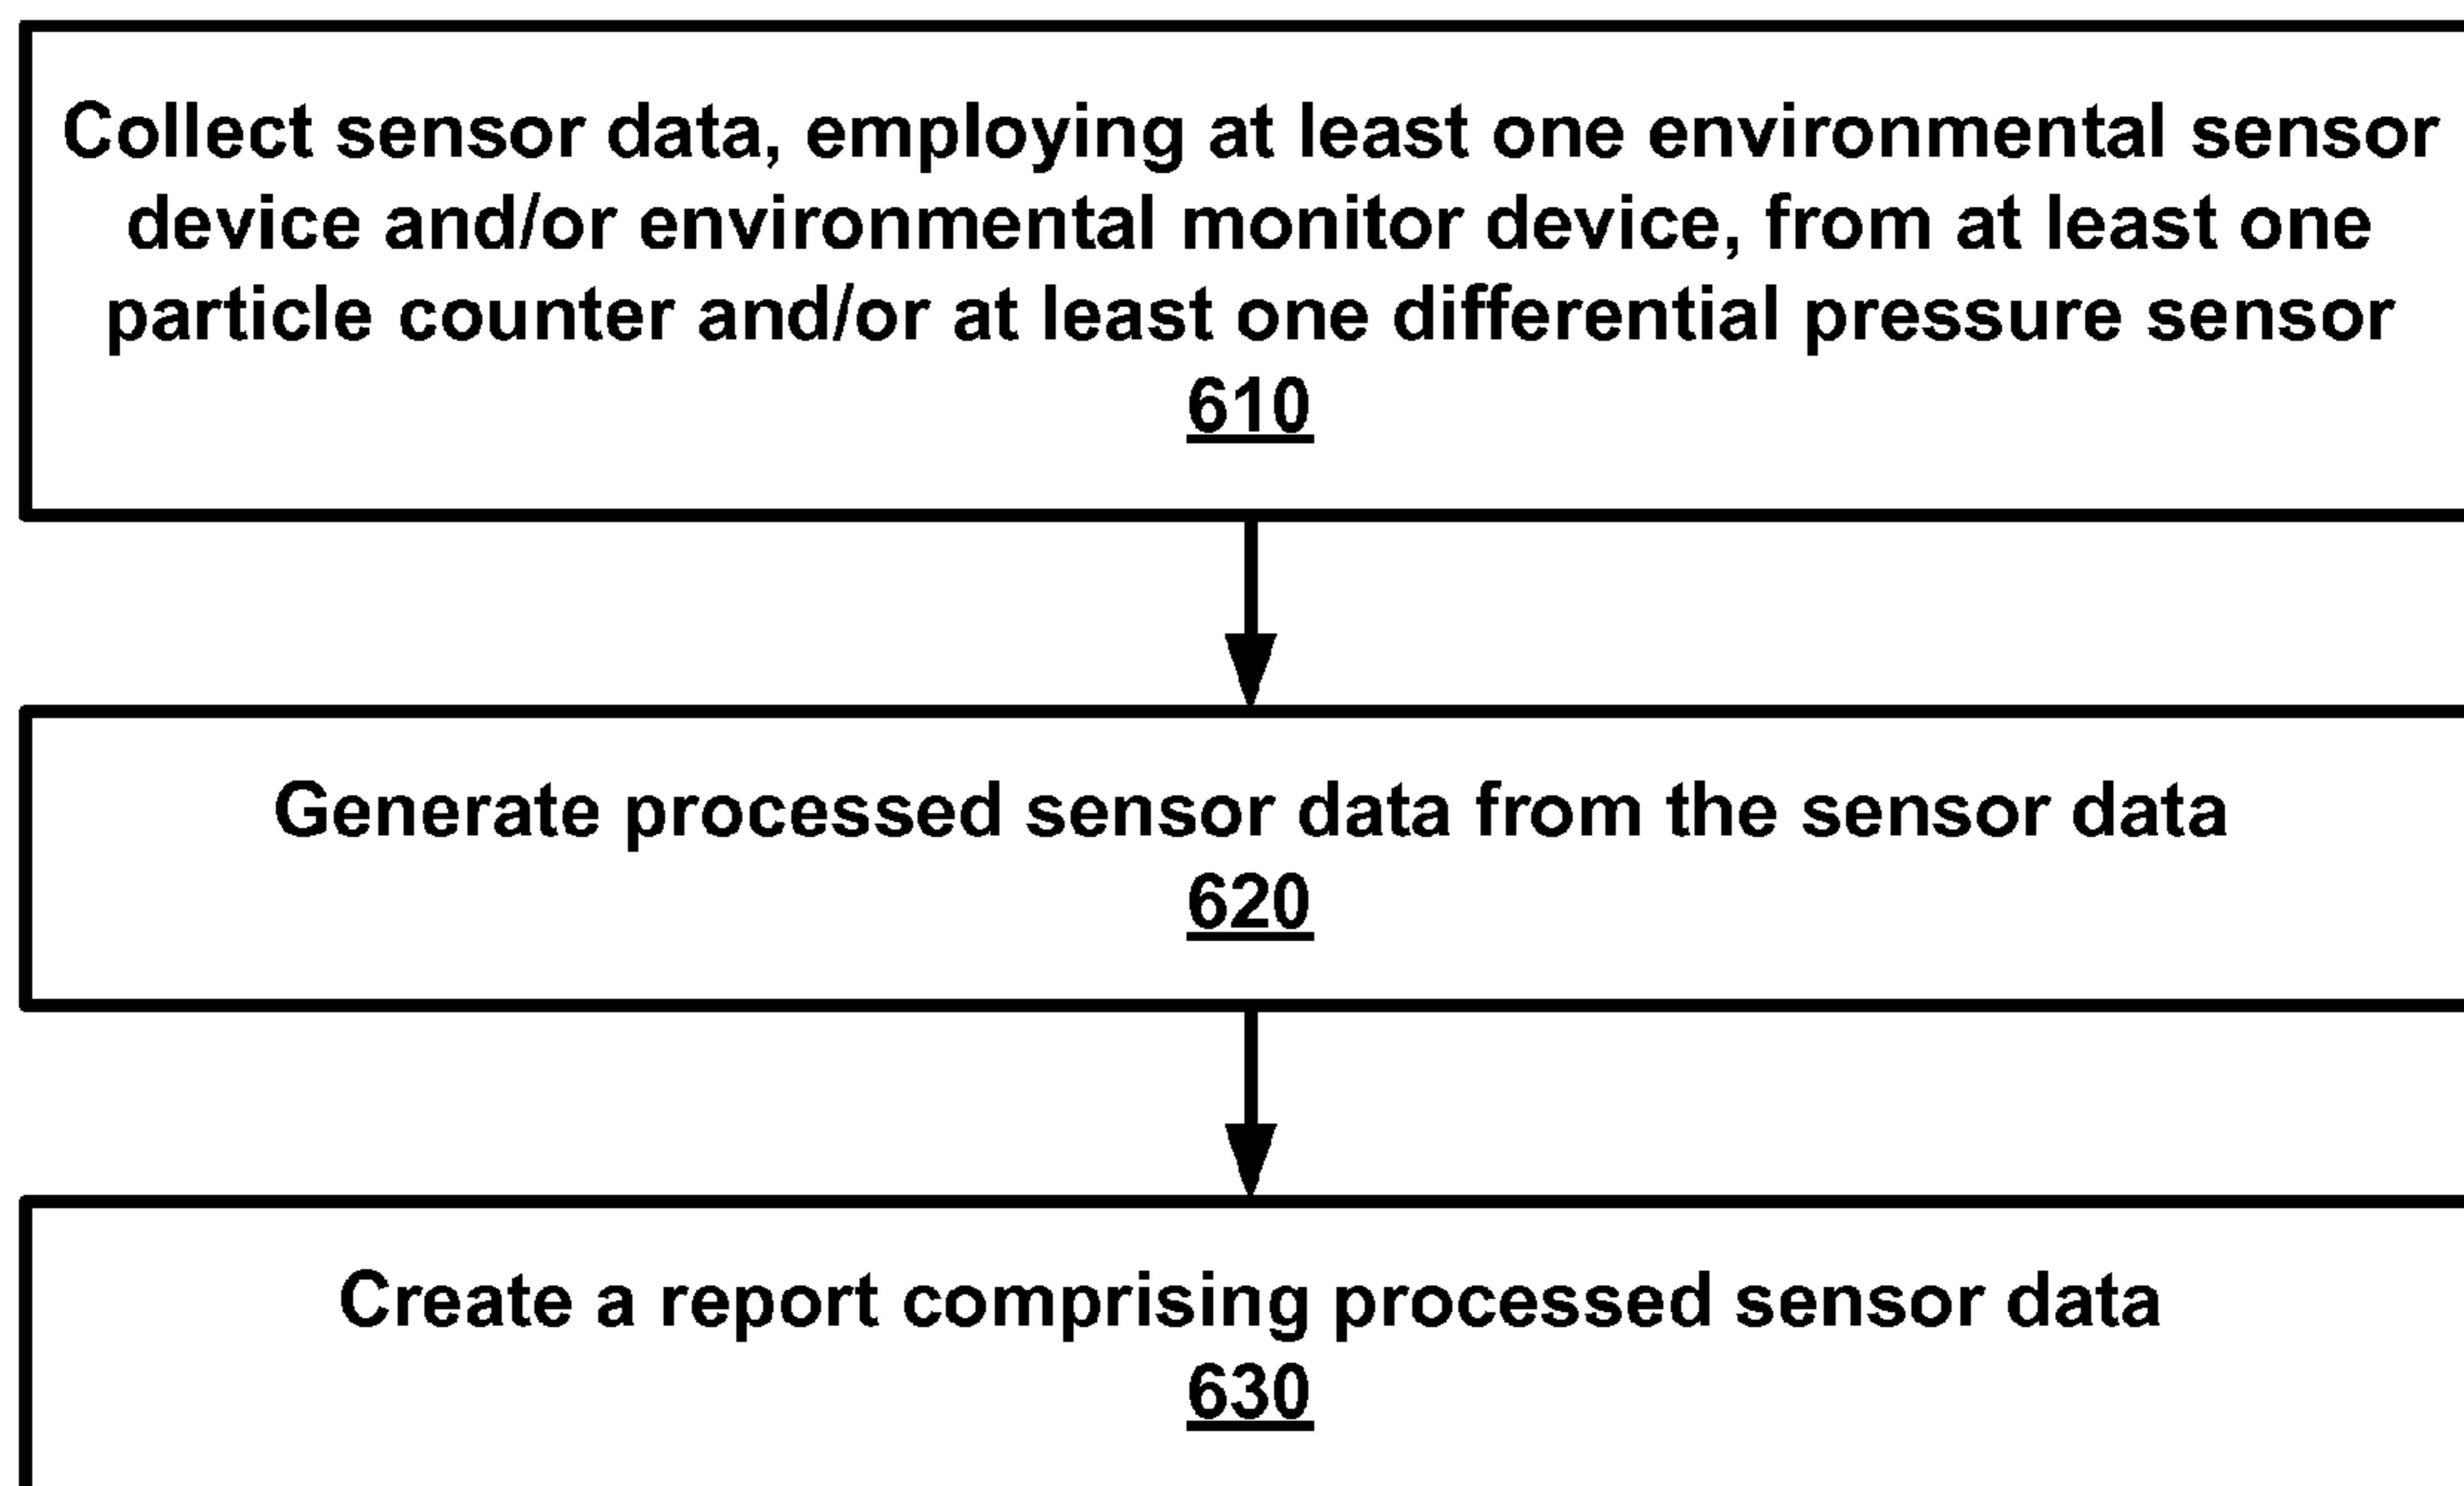 Collect sensor data, employing at least one environmental sensor
device and/or environmental monitor device, from at least one
particle counter and/or at least one differential pressure sensor
610
Generate processed sensor data from the sensor data
620
Create a report comprising processed sensor data
630